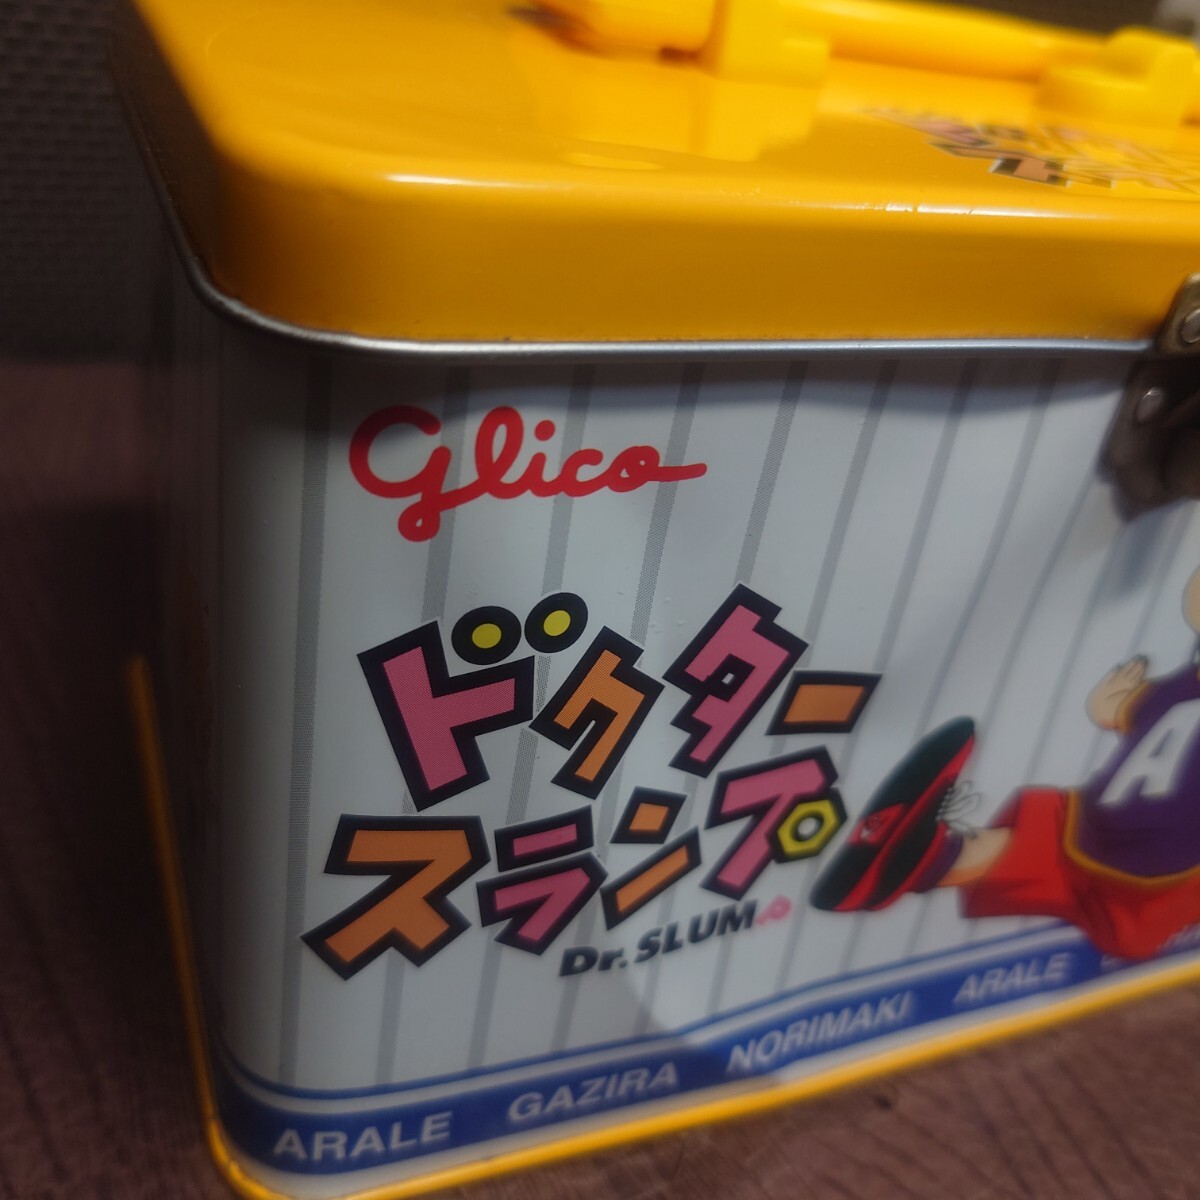 Glico
ドクター
スランプ
Dr. SLUMP
A
ARALE GAZIRA NORIMAKI ARALE